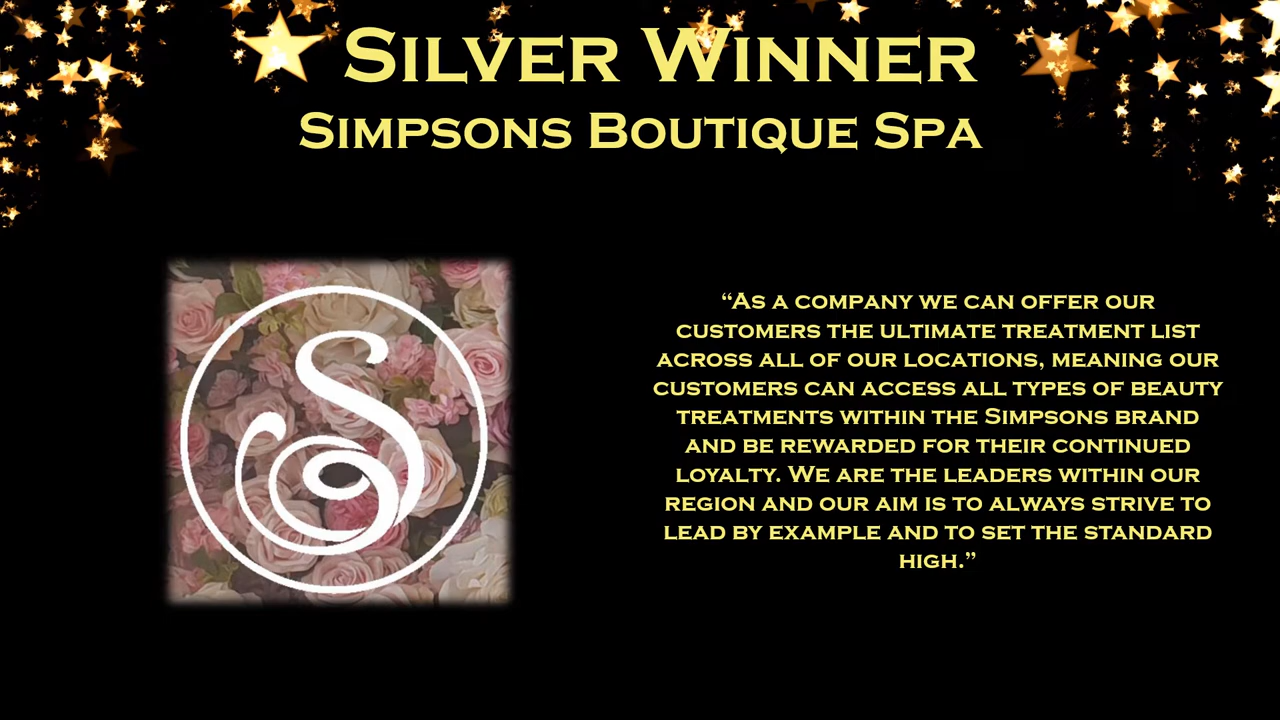 Silver Winner
Simpsons Boutique Spa
S
“As a company we can offer our
customers the ultimate treatment list
across all of our locations, meaning our
customers can access all types of beauty
treatments within the Simpsons brand
and be rewarded for their continued
loyalty. We are the leaders within our
region and our aim is to always strive to
lead by example and to set the standard
high.”